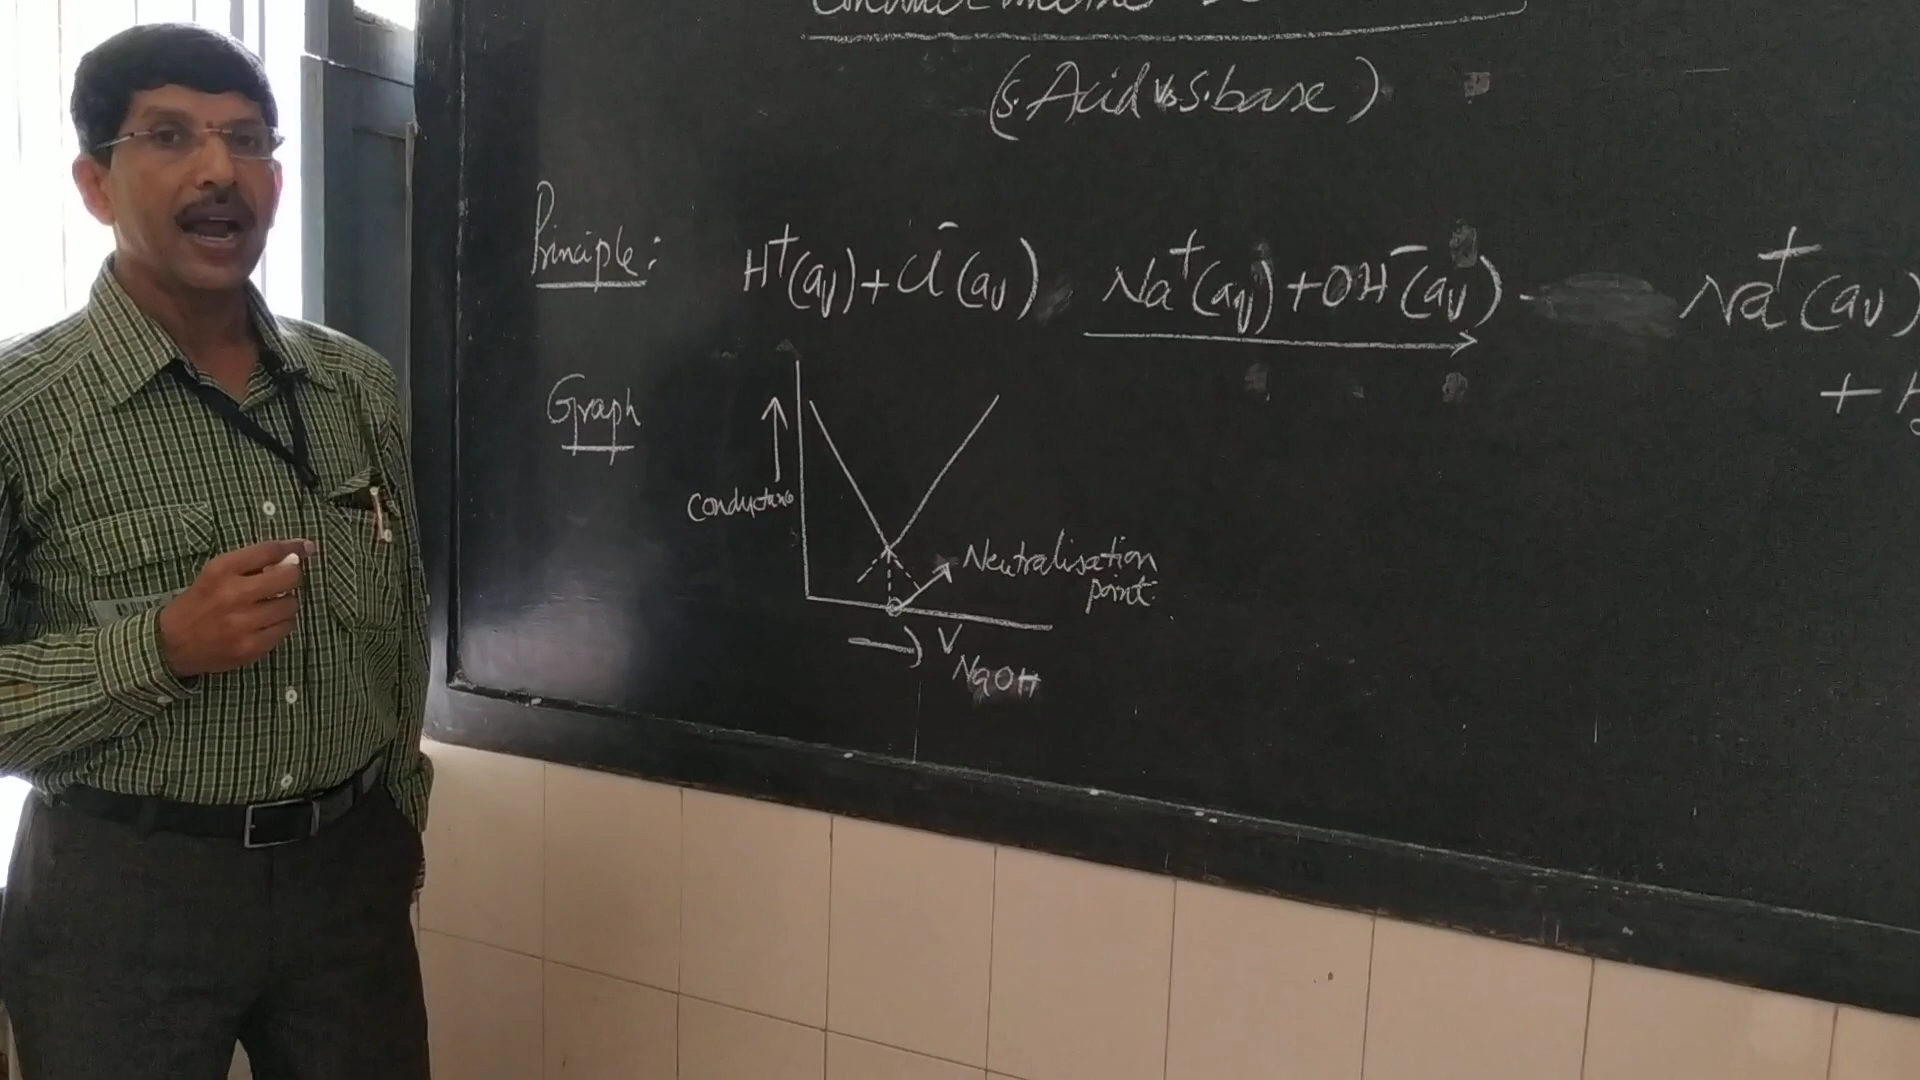 (S. Acid vs S. base)
Principle: H⁺(aq) + Cl⁻(aq) Na⁺(aq) + OH⁻(aq) Na⁺(aq)
+
Graph
Conductance
Neutralisation
point
V
NaOH